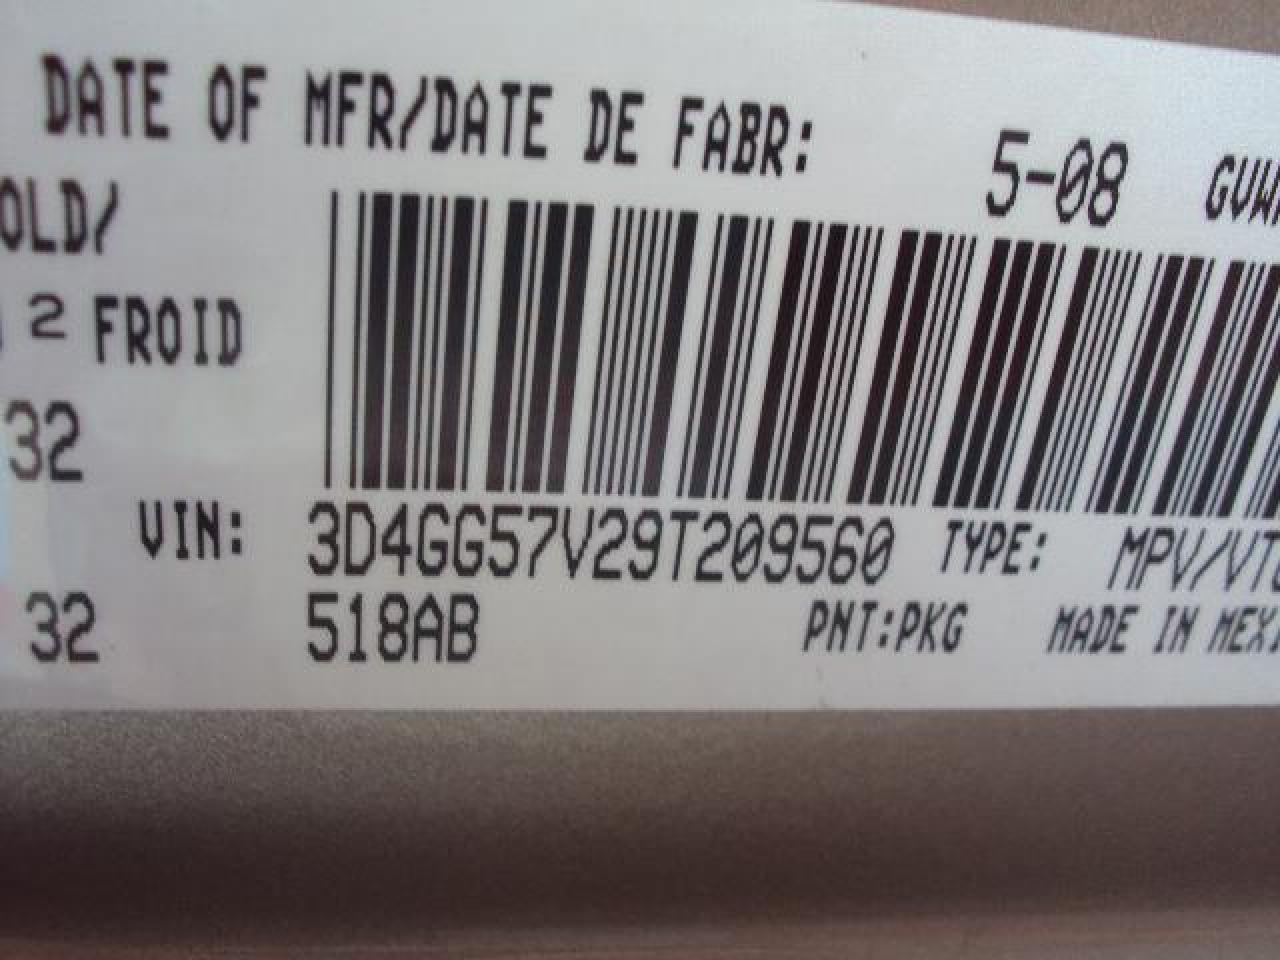 DATE OF MFR/DATE DE FABR: 5-08
OLD/
2 FROID
32
VIN: 3D4GG57V29T209560 TYPE: MPV/VT
32 518AB PNT:PKG MADE IN